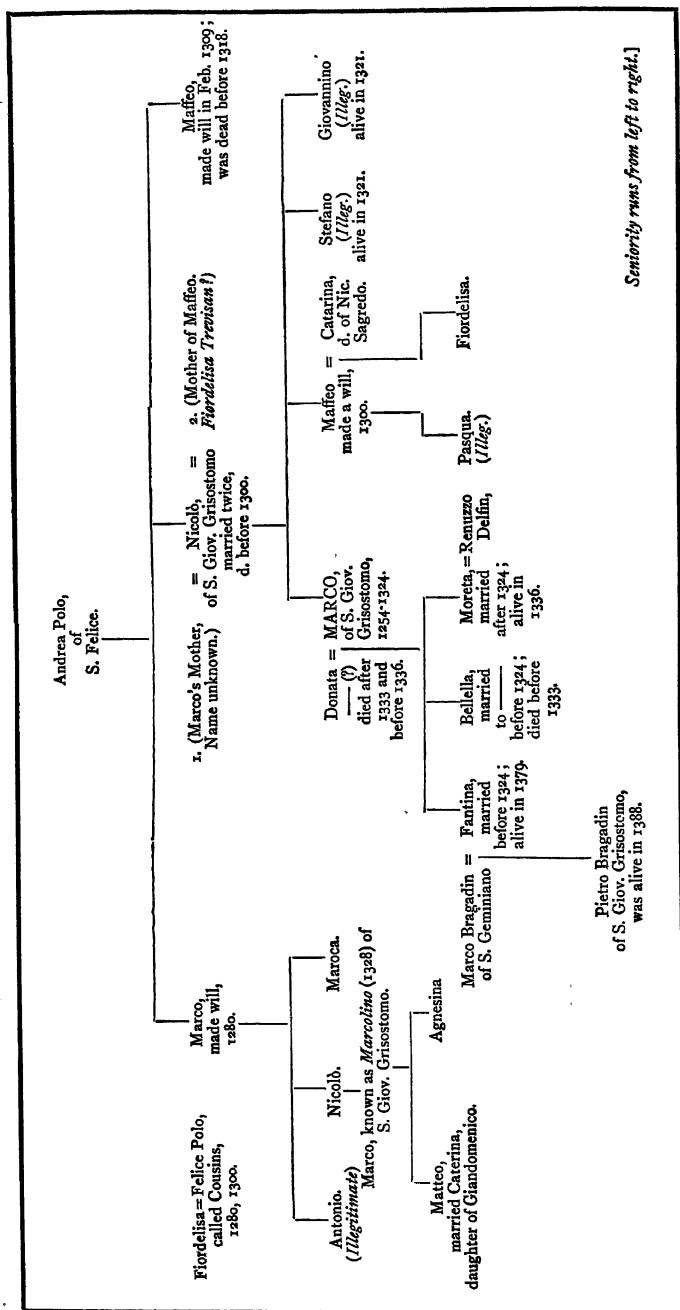 Andrea Polo,
of
S. Felice.
Fiordelisa = Felice Polo,
called Cousins,
1280, 1300.
Marco,
made will,
1280.
1. (Marco's Mother,
Name unknown.)
= Nicolò, =
of S. Giov. Grisostomo
married twice,
d. before 1300.
2. (Mother of Maffeo.
Fiordelisa Trevisan?)
Maffeo,
made will in Feb. 1309;
was dead before 1318.
Antonio.
(Illegitimate)
Nicolò.
Maroca.
Marco, known as Marcolino (1328) of
S. Giov. Grisostomo.
Matteo,
married Caterina,
daughter of Giandomenico.
Agnesina
Donata =
—— (?)
died after
1333 and
before 1336.
MARCO,
of S. Giov.
Grisostomo,
1254-1324.
Maffeo =
made a will,
1300.
Catarina,
d. of Nic.
Sagredo.
Stefano
(Illeg.)
alive in 1321.
Giovannino
(Illeg.)
alive in 1321.
Marco Bragadin =
of S. Geminiano
Fantina,
married
before 1324;
alive in 1379.
Bellella,
married
to ——
before 1324;
died before
1333.
Moreta, = Renuzzo
married Delfin,
after 1324;
alive in
1336.
Pasqua.
(Illeg.)
Fiordelisa.
Pietro Bragadin
of S. Giov. Grisostomo,
was alive in 1388.
Seniority runs from left to right.]